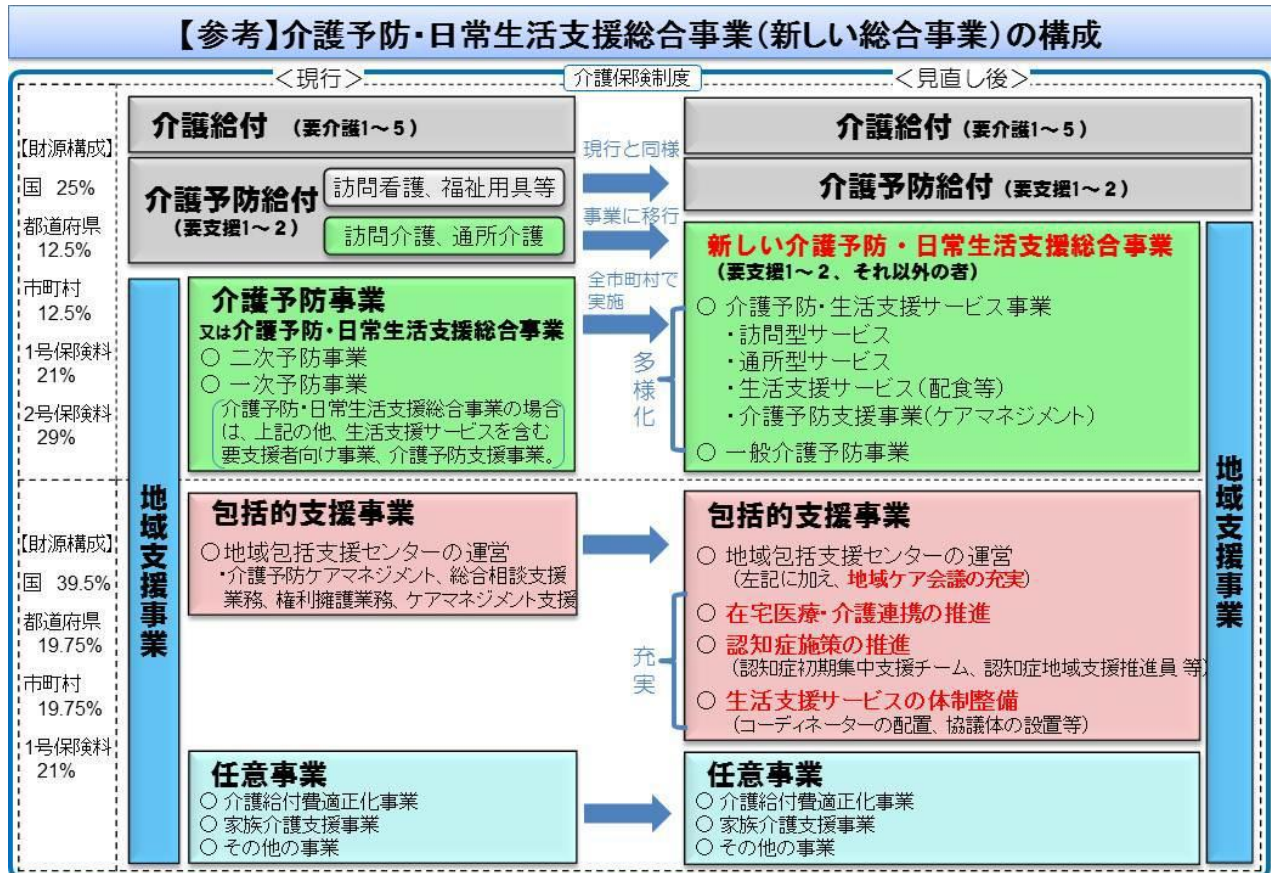 【参考】介護予防・日常生活支援総合事業(新しい総合事業)の構成
<現行>
介護保険制度
<見直し後>
【財源構成】
国 25%
都道府県
12.5%
市町村
12.5%
1号保険料
21%
2号保険料
29%
【財源構成】
国 39.5%
都道府県
19.75%
市町村
19.75%
1号保険料
21%
介護給付 (要介護1~5)
介護予防給付
(要支援1~2)
訪問看護、福祉用具等
訪問介護、通所介護
地域支援事業
介護予防事業
又は介護予防・日常生活支援総合事業
○ 二次予防事業
○ 一次予防事業
介護予防・日常生活支援総合事業の場合
は、上記の他、生活支援サービスを含む
要支援者向け事業、介護予防支援事業。
包括的支援事業
○地域包括支援センターの運営
・介護予防ケアマネジメント、総合相談支援
業務、権利擁護業務、ケアマネジメント支援
任意事業
○ 介護給付費適正化事業
○ 家族介護支援事業
○ その他の事業
現行と同様
事業に移行
全市町村で
実施
多様化
充実
介護給付 (要介護1~5)
介護予防給付 (要支援1~2)
新しい介護予防・日常生活支援総合事業
(要支援1~2、それ以外の者)
○ 介護予防・生活支援サービス事業
・訪問型サービス
・通所型サービス
・生活支援サービス(配食等)
・介護予防支援事業(ケアマネジメント)
○ 一般介護予防事業
包括的支援事業
○ 地域包括支援センターの運営
(左記に加え、地域ケア会議の充実)
○ 在宅医療・介護連携の推進
○ 認知症施策の推進
(認知症初期集中支援チーム、認知症地域支援推進員 等)
○ 生活支援サービスの体制整備
(コーディネーターの配置、協議体の設置等)
任意事業
○ 介護給付費適正化事業
○ 家族介護支援事業
○ その他の事業
地域支援事業